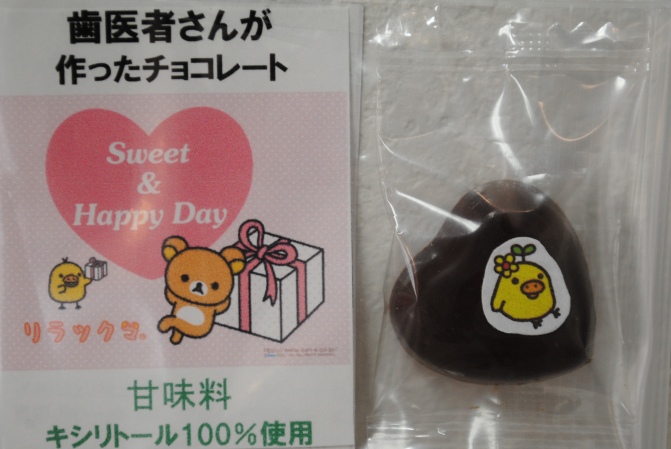 歯医者さんが
作ったチョコレート
Sweet
&
Happy Day
リラックマ。
甘味料
キシリトール100%使用